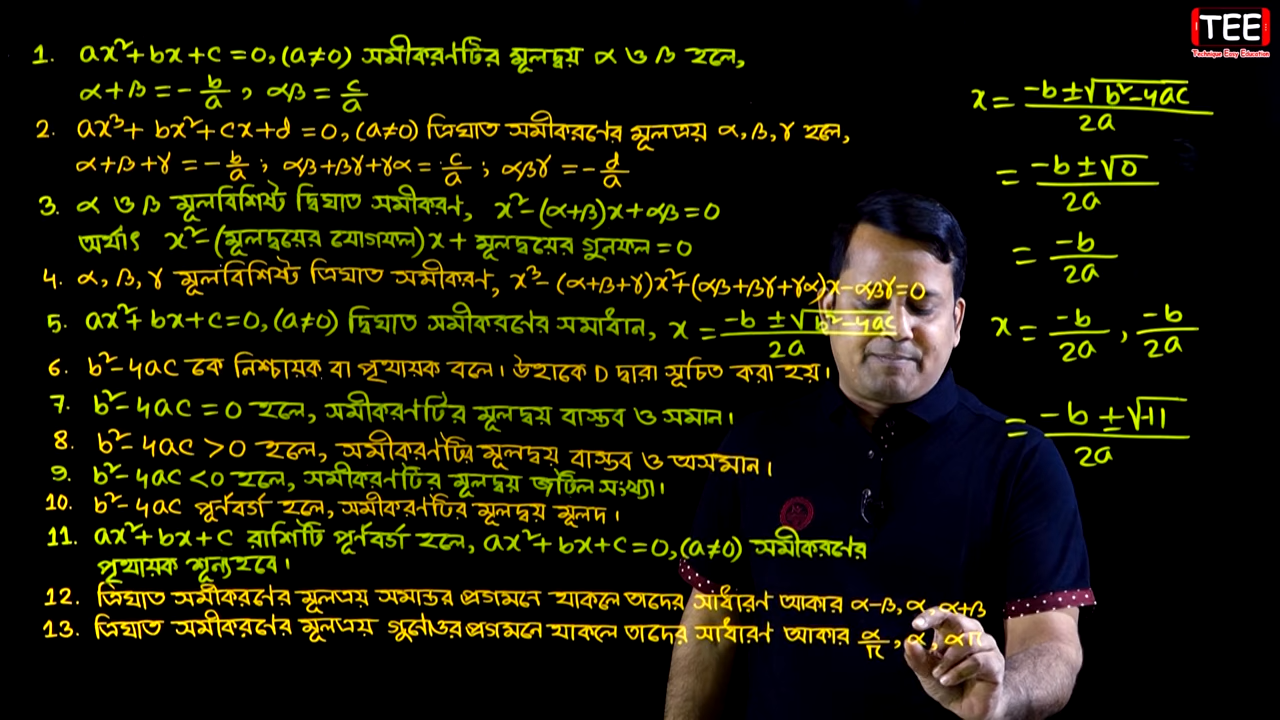 TEE
Technique Easy Education
1. ax²+bx+c=0,(a≠0) সমীকরণটির মূলদ্বয় α ও β হলে,
α+β = -b/a , αβ = c/a
2. ax³+bx²+cx+d=0,(a≠0) ত্রিঘাত সমীকরণের মূলত্রয় α,β,γ হলে,
α+β+γ = -b/a ; αβ+βγ+γα = c/a ; αβγ = -d/a
3. α ও β মূলবিশিষ্ট দ্বিঘাত সমীকরণ, x²-(α+β)x+αβ=0
অর্থাৎ x²-(মূলদ্বয়ের যোগফল)x + মূলদ্বয়ের গুনফল=0
4. α, β, γ মূলবিশিষ্ট ত্রিঘাত সমীকরণ, x³-(α+β+γ)x²+(αβ+βγ+γα)x-αβγ=0
5. ax²+bx+c=0,(a≠0) দ্বিঘাত সমীকরণের সমাধান, x = (-b ±√(b²-4ac))/2a
6. b²-4ac কে নিশ্চায়ক বা পৃথায়ক বলে। উহাকে D দ্বারা সূচিত করা হয়।
7. b²-4ac = 0 হলে, সমীকরণটির মূলদ্বয় বাস্তব ও সমান।
8. b²-4ac >0 হলে, সমীকরণটির মূলদ্বয় বাস্তব ও অসমান।
9. b²-4ac <0 হলে, সমীকরণটির মূলদ্বয় জটিল সংখ্যা।
10. b²-4ac পূর্নবর্গ হলে, সমীকরণটির মূলদ্বয় মূলদ।
11. ax²+bx+c রাশিটি পূর্নবর্গ হলে, ax²+bx+c=0,(a≠0) সমীকরণের
পৃথায়ক শূন্য হবে।
12. ত্রিঘাত সমীকরণের মূলত্রয় সমান্তর প্রগমনে থাকলে তাদের সাধারণ আকার α-β, α, α+β
13. ত্রিঘাত সমীকরণের মূলত্রয় গুনোত্তর প্রগমনে থাকলে তাদের সাধারণ আকার α/π , α,
x = (-b ±√(b²-4ac))/2a
= (-b ±√0)/2a
= -b/2a
x = -b/2a , -b/2a
= (-b ±√-11)/2a